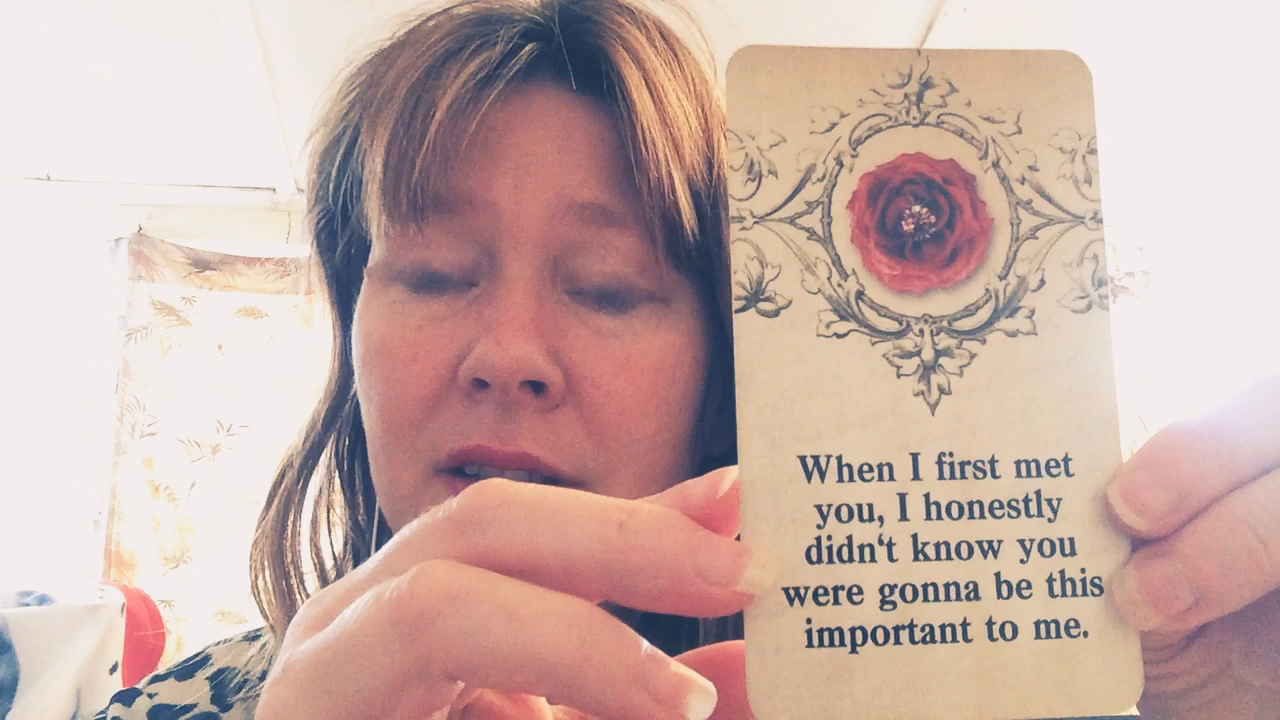 When I first met
you, I honestly
didn't know you
were gonna be this
important to me.